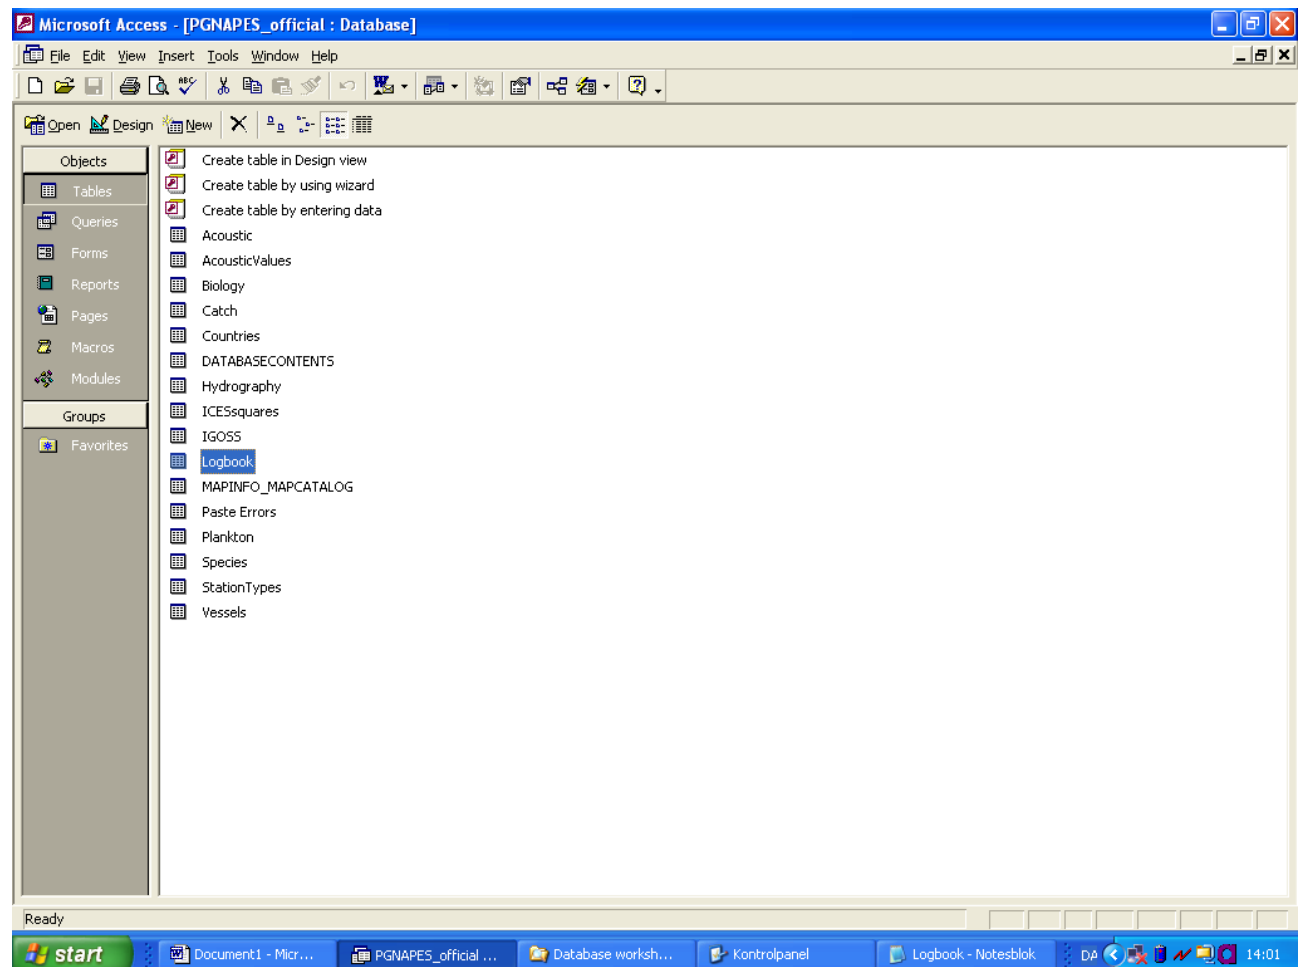 Microsoft Access - [PGNAPES_official : Database]
File Edit View Insert Tools Window Help
Open Design New
Objects
Tables
Queries
Forms
Reports
Pages
Macros
Modules
Groups
Favorites
Create table in Design view
Create table by using wizard
Create table by entering data
Acoustic
AcousticValues
Biology
Catch
Countries
DATABASECONTENTS
Hydrography
ICESsquares
IGOSS
Logbook
MAPINFO_MAPCATALOG
Paste Errors
Plankton
Species
StationTypes
Vessels
Ready
start Document1 - Micr... PGNAPES_official ... Database worksh... Kontrolpanel Logbook - Notesblok DA 14:01